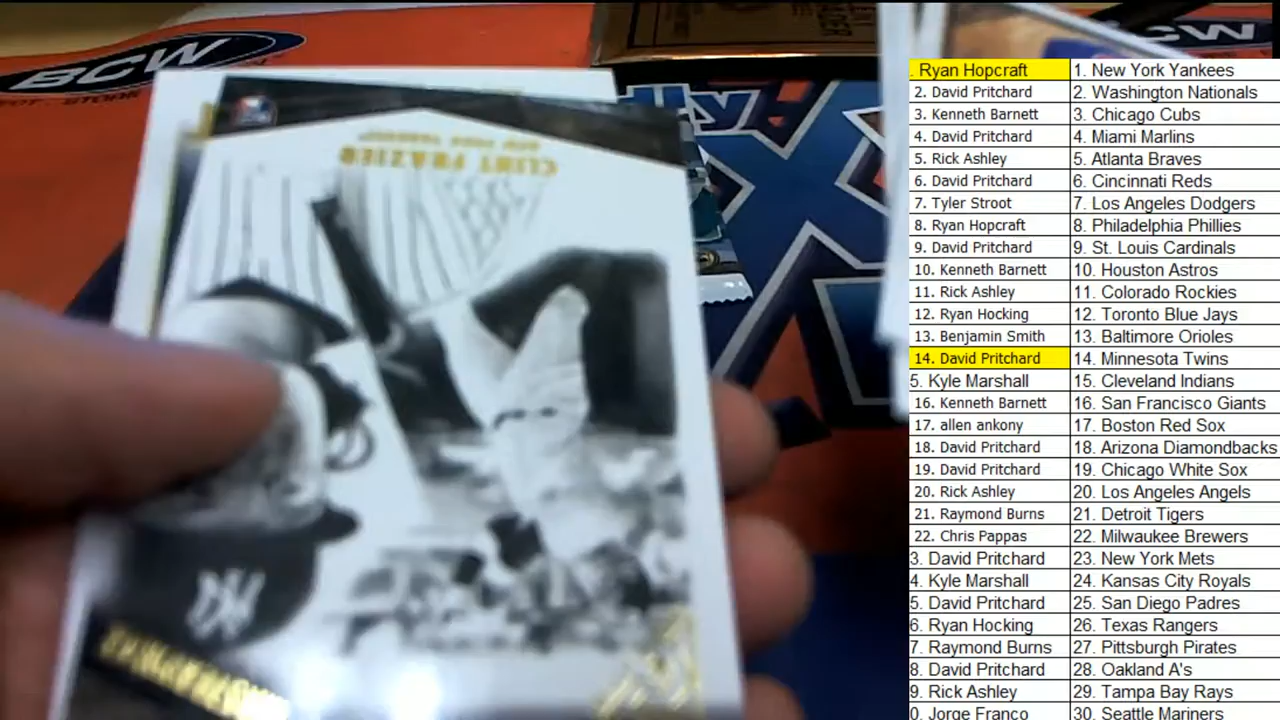 BCW
CLINT FRAZIER
NEW YORK YANKEES
NY
. Ryan Hopcraft 1. New York Yankees
2. David Pritchard 2. Washington Nationals
3. Kenneth Barnett 3. Chicago Cubs
4. David Pritchard 4. Miami Marlins
5. Rick Ashley 5. Atlanta Braves
6. David Pritchard 6. Cincinnati Reds
7. Tyler Stroot 7. Los Angeles Dodgers
8. Ryan Hopcraft 8. Philadelphia Phillies
9. David Pritchard 9. St. Louis Cardinals
10. Kenneth Barnett 10. Houston Astros
11. Rick Ashley 11. Colorado Rockies
12. Ryan Hocking 12. Toronto Blue Jays
13. Benjamin Smith 13. Baltimore Orioles
14. David Pritchard 14. Minnesota Twins
5. Kyle Marshall 15. Cleveland Indians
16. Kenneth Barnett 16. San Francisco Giants
17. allen ankony 17. Boston Red Sox
18. David Pritchard 18. Arizona Diamondbacks
19. David Pritchard 19. Chicago White Sox
20. Rick Ashley 20. Los Angeles Angels
21. Raymond Burns 21. Detroit Tigers
22. Chris Pappas 22. Milwaukee Brewers
3. David Pritchard 23. New York Mets
4. Kyle Marshall 24. Kansas City Royals
5. David Pritchard 25. San Diego Padres
6. Ryan Hocking 26. Texas Rangers
7. Raymond Burns 27. Pittsburgh Pirates
8. David Pritchard 28. Oakland A's
9. Rick Ashley 29. Tampa Bay Rays
0. Jorge Franco 30. Seattle Mariners